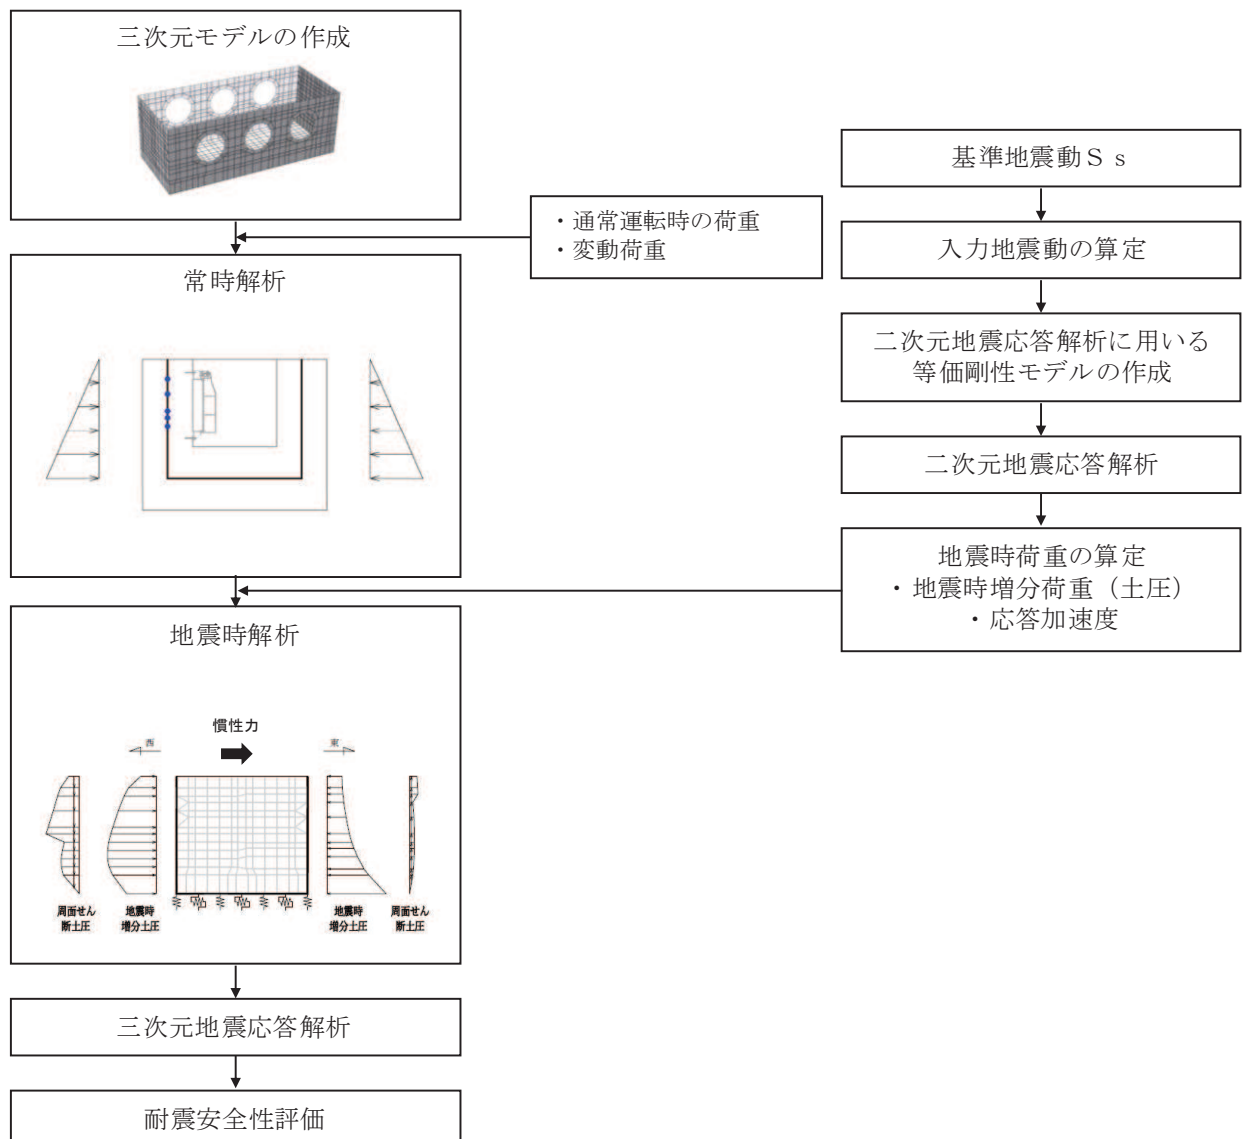 三次元モデルの作成
・通常運転時の荷重
・変動荷重
常時解析
基準地震動Ｓｓ
入力地震動の算定
二次元地震応答解析に用いる
等価剛性モデルの作成
二次元地震応答解析
地震時荷重の算定
・地震時増分荷重（土圧）
・応答加速度
地震時解析
慣性力
西
東
周面せん
断土圧
地震時
増分土圧
地震時
増分土圧
周面せん
断土圧
三次元地震応答解析
耐震安全性評価